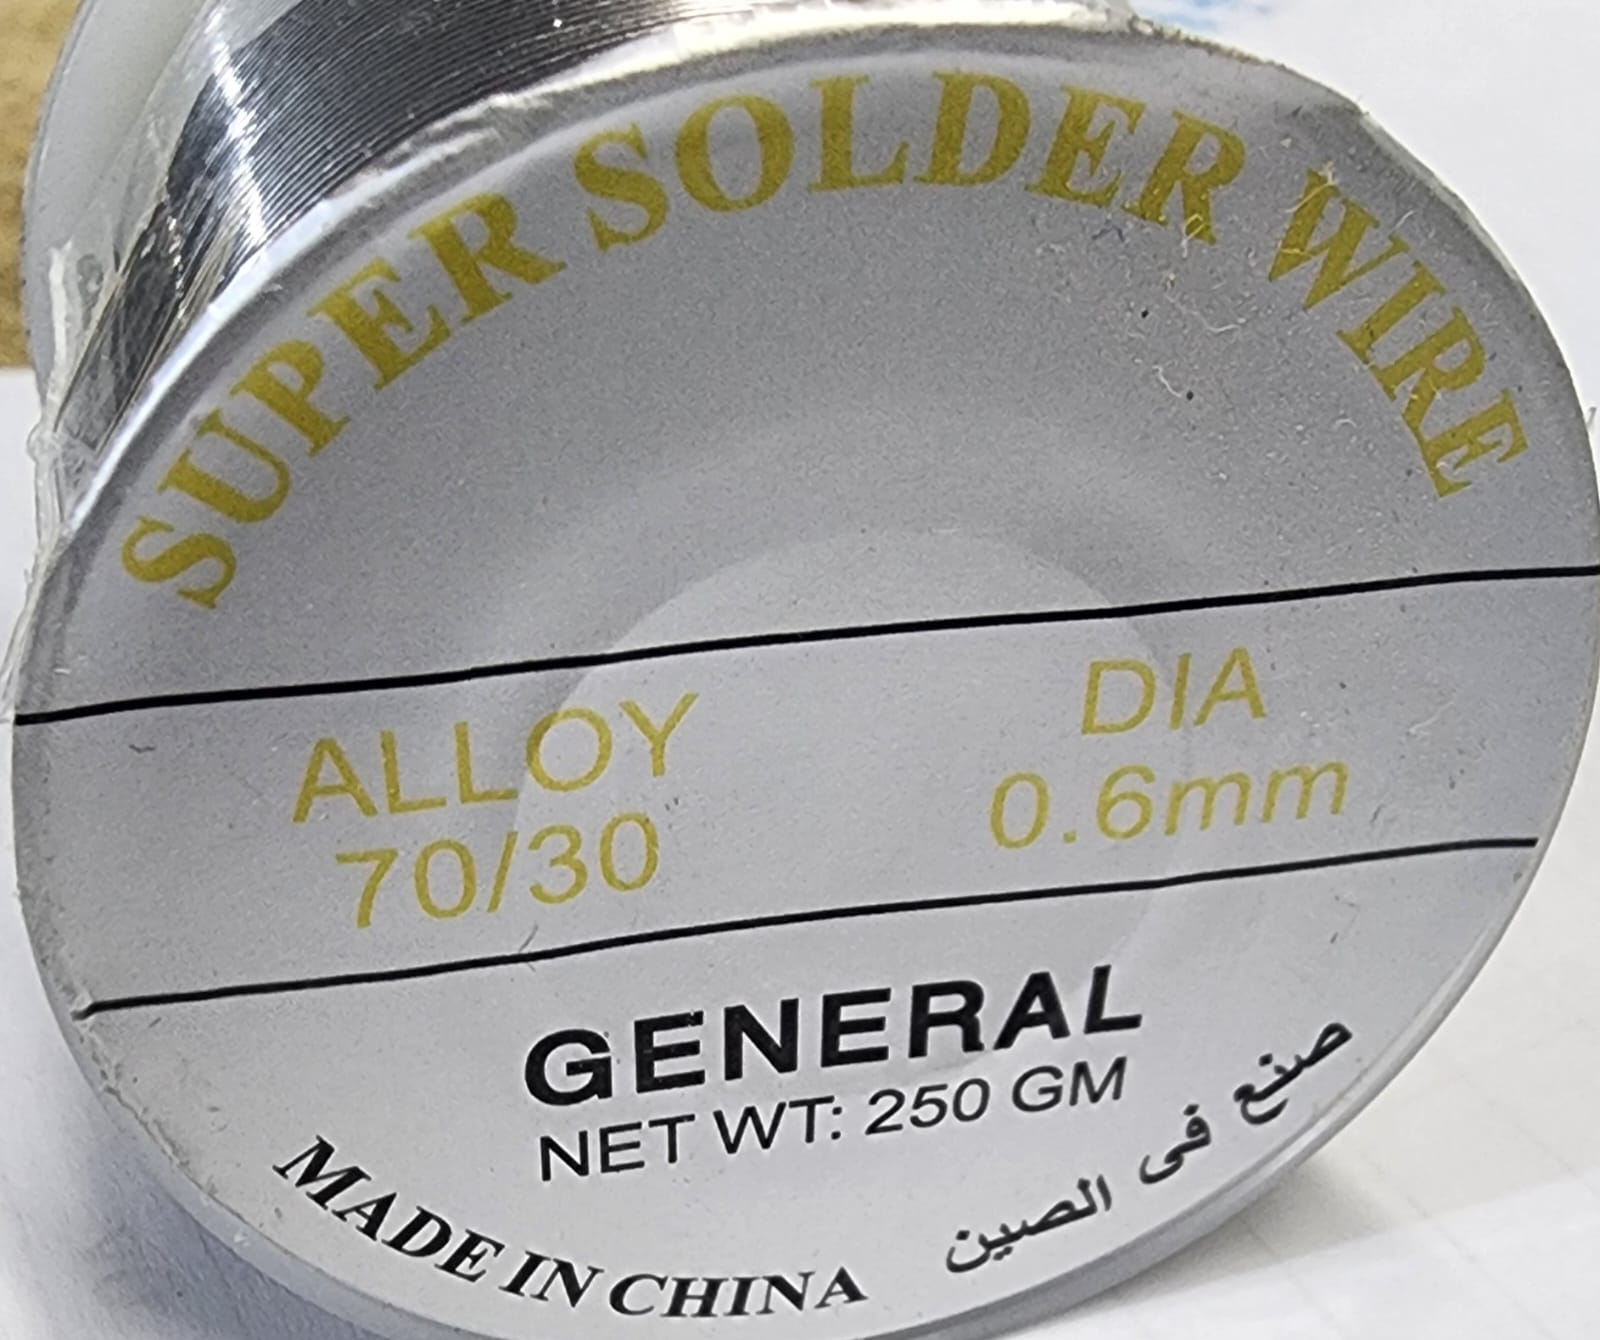 SUPER SOLDER WIRE
ALLOY
70/30
DIA
0.6mm
GENERAL
NET WT: 250 GM
MADE IN CHINA
صنع فى الصين